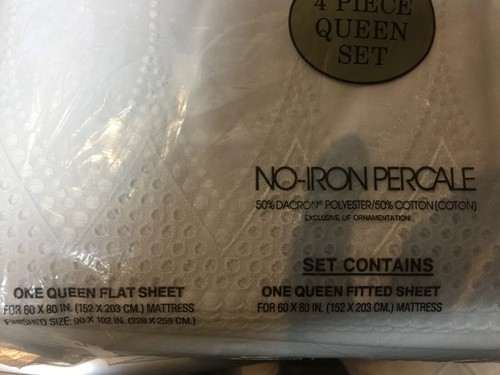 4 PIECE
QUEEN
SET
NO-IRON PERCALE
50% DACRON® POLYESTER/50% COTTON (COTON)
EXCLUSIVE OF ORNAMENTATION
SET CONTAINS
ONE QUEEN FLAT SHEET
FOR 60 X 80 IN. (152 X 203 CM.) MATTRESS
FINISHED SIZE: 90 X 102 IN. (228 X 259 CM.)
ONE QUEEN FITTED SHEET
FOR 60 X 80 IN. (152 X 203 CM.) MATTRESS